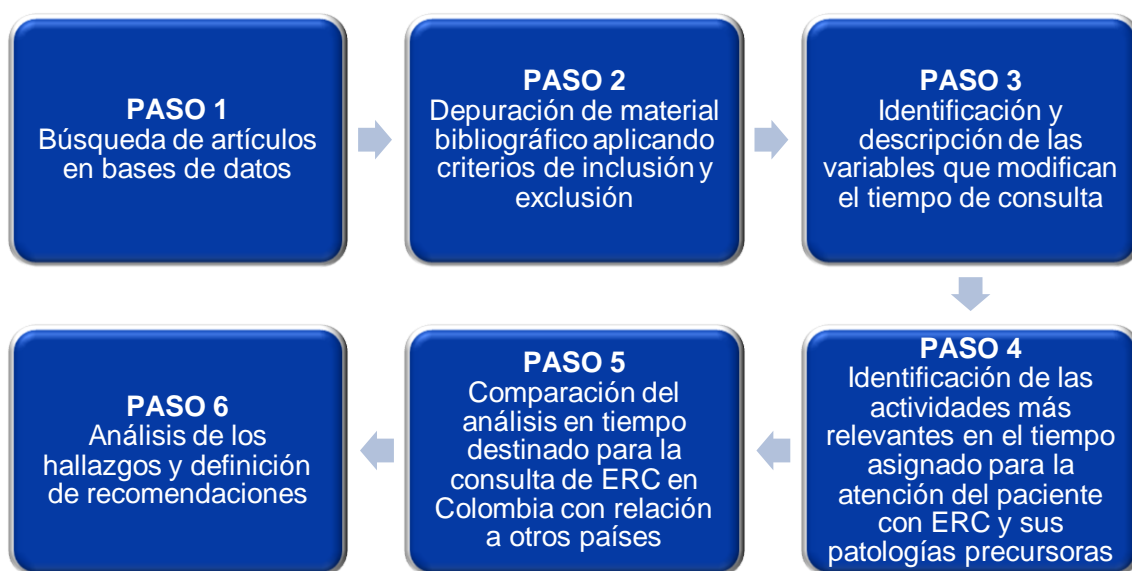 PASO 1
Búsqueda de artículos
en bases de datos
PASO 2
Depuración de material
bibliográfico aplicando
criterios de inclusión y
exclusión
PASO 3
Identificación y
descripción de las
variables que modifican
el tiempo de consulta
PASO 4
Identificación de las
actividades más
relevantes en el tiempo
asignado para la
atención del paciente
con ERC y sus
patologías precursoras
PASO 5
Comparación del
análisis en tiempo
destinado para la
consulta de ERC en
Colombia con relación
a otros países
PASO 6
Análisis de los
hallazgos y definición
de recomendaciones